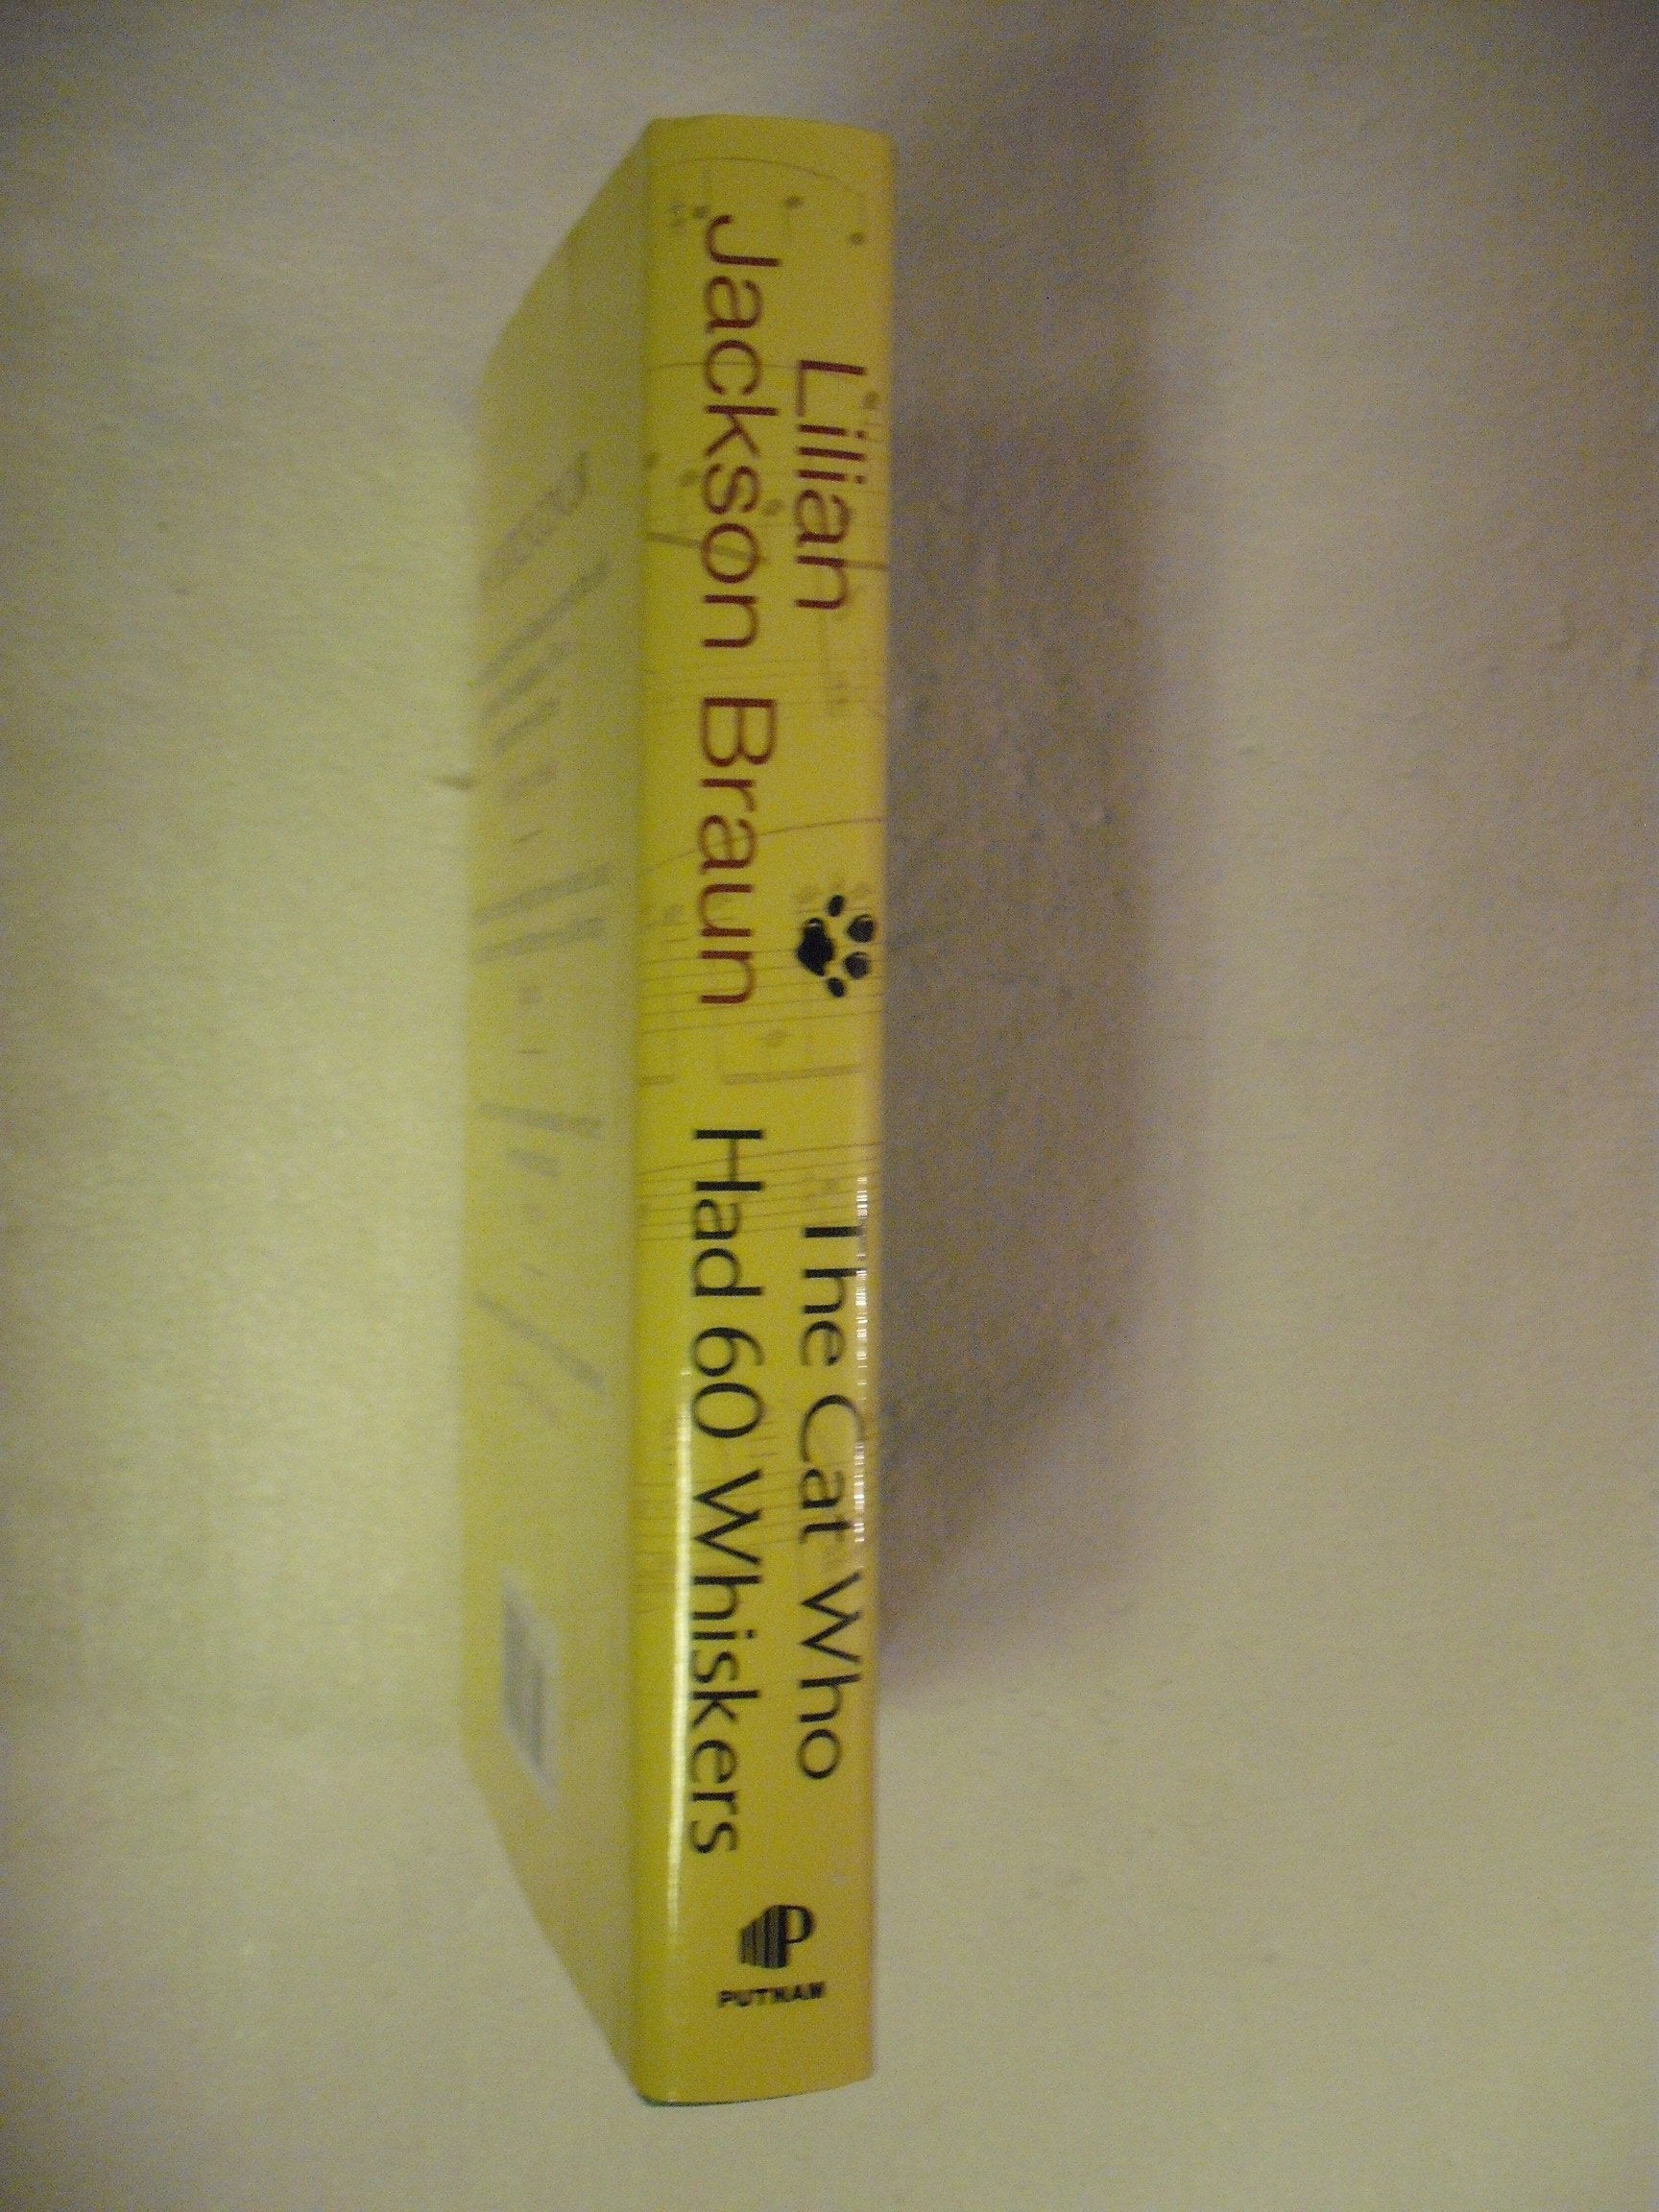 Lilian
Jackson Braun
The Cat Who
Had 60 Whiskers
P
PUTNAM